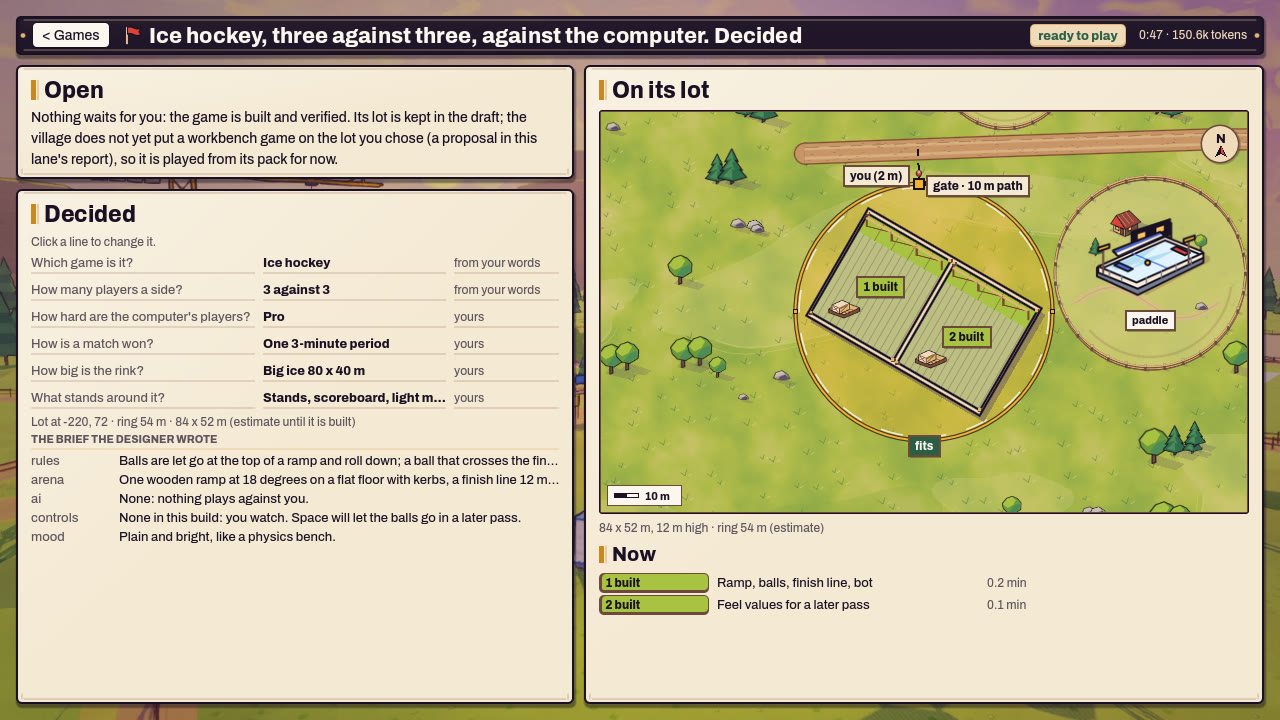 < Games
Ice hockey, three against three, against the computer. Decided
ready to play
0:47 · 150.6k tokens
Open
Nothing waits for you: the game is built and verified. Its lot is kept in the draft; the
village does not yet put a workbench game on the lot you chose (a proposal in this
lane's report), so it is played from its pack for now.
Decided
Click a line to change it.
Which game is it? Ice hockey from your words
How many players a side? 3 against 3 from your words
How hard are the computer's players? Pro yours
How is a match won? One 3-minute period yours
How big is the rink? Big ice 80 x 40 m yours
What stands around it? Stands, scoreboard, light m... yours
Lot at -220, 72 · ring 54 m · 84 x 52 m (estimate until it is built)
THE BRIEF THE DESIGNER WROTE
rules Balls are let go at the top of a ramp and roll down; a ball that crosses the fin...
arena One wooden ramp at 18 degrees on a flat floor with kerbs, a finish line 12 m...
ai None: nothing plays against you.
controls None in this build: you watch. Space will let the balls go in a later pass.
mood Plain and bright, like a physics bench.
On its lot
N
you (2 m)
gate · 10 m path
1 built
2 built
paddle
fits
10 m
84 x 52 m, 12 m high · ring 54 m (estimate)
Now
1 built Ramp, balls, finish line, bot 0.2 min
2 built Feel values for a later pass 0.1 min